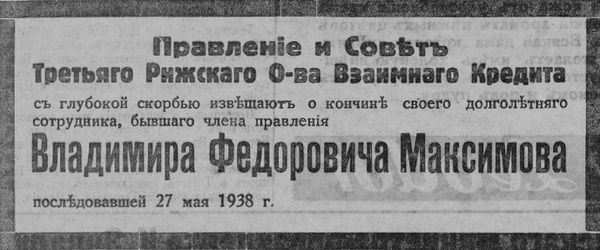 Правленіе и Совѣтъ
Третьяго Рижскаго О-ва Взаимнаго Кредита
съ глубокой скорбью извѣщаютъ о кончинѣ своего долголѣтняго
сотрудника, бывшаго члена правленія
Владимира Федоровича Максимова
послѣдовавшей 27 мая 1938 г.